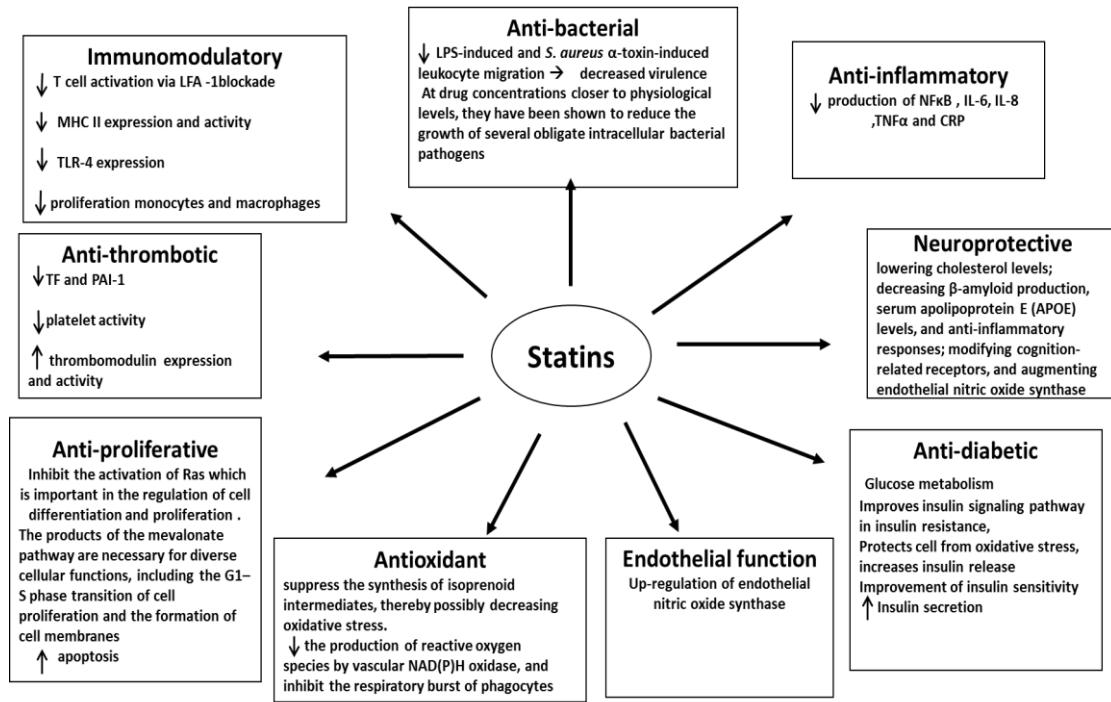 Immunomodulatory
↓ T cell activation via LFA -1blockade
↓ MHC II expression and activity
↓ TLR-4 expression
↓ proliferation monocytes and macrophages
Anti-bacterial
↓ LPS-induced and S. aureus α-toxin-induced
leukocyte migration → decreased virulence
At drug concentrations closer to physiological
levels, they have been shown to reduce the
growth of several obligate intracellular bacterial
pathogens
Anti-inflammatory
↓ production of NFκB , IL-6, IL-8
,TNFα and CRP
Anti-thrombotic
↓ TF and PAI-1
↓ platelet activity
↑ thrombomodulin expression
and activity
Statins
Neuroprotective
lowering cholesterol levels;
decreasing β-amyloid production,
serum apolipoprotein E (APOE)
levels, and anti-inflammatory
responses; modifying cognition-
related receptors, and augmenting
endothelial nitric oxide synthase
Anti-proliferative
Inhibit the activation of Ras which
is important in the regulation of cell
differentiation and proliferation .
The products of the mevalonate
pathway are necessary for diverse
cellular functions, including the G1–
S phase transition of cell
proliferation and the formation of
cell membranes
↑ apoptosis
Antioxidant
suppress the synthesis of isoprenoid
intermediates, thereby possibly decreasing
oxidative stress.
↓ the production of reactive oxygen
species by vascular NAD(P)H oxidase, and
inhibit the respiratory burst of phagocytes
Endothelial function
Up-regulation of endothelial
nitric oxide synthase
Anti-diabetic
Glucose metabolism
Improves insulin signaling pathway
in insulin resistance,
Protects cell from oxidative stress,
increases insulin release
Improvement of insulin sensitivity
↑ Insulin secretion